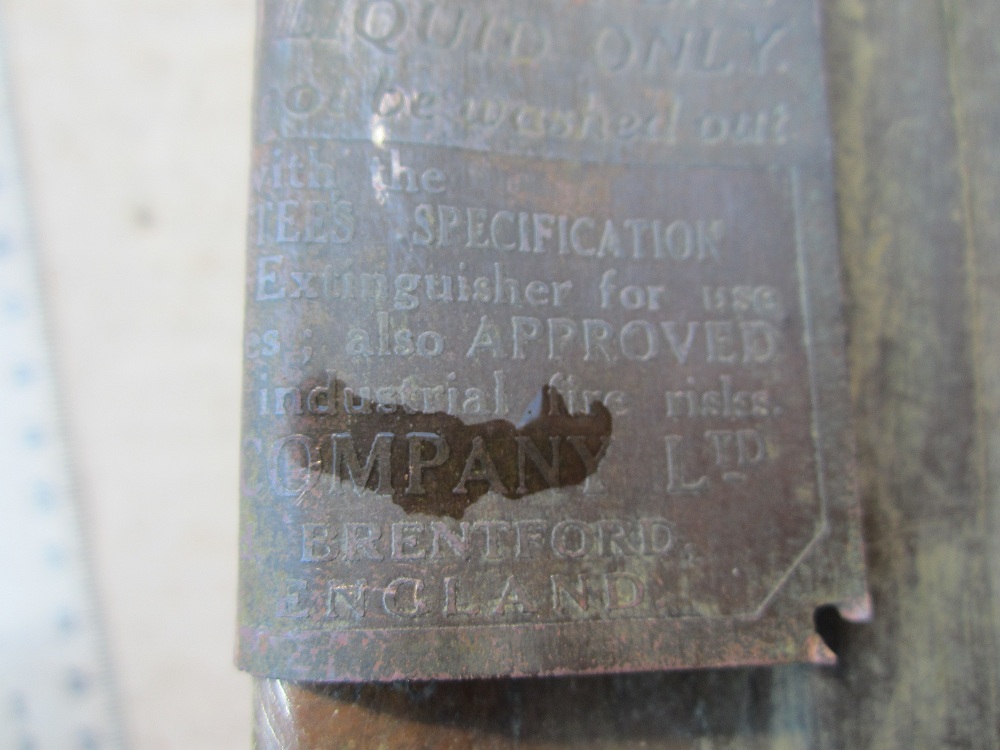 LIQUID ONLY.
not be washed out
with the
TEES SPECIFICATION
Extinguisher for use
es; also APPROVED
industrial fire risks.
COMPANY LTD
BRENTFORD,
ENGLAND.